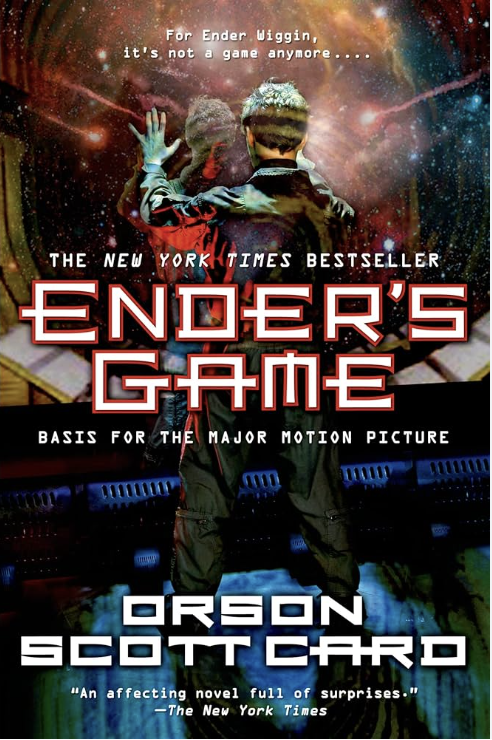 For Ender Wiggin,
it's not a game anymore....
THE NEW YORK TIMES BESTSELLER
ENDER'S
GAME
BASIS FOR THE MAJOR MOTION PICTURE
ORSON
SCOTT CARD
"An affecting novel full of surprises."
—The New York Times